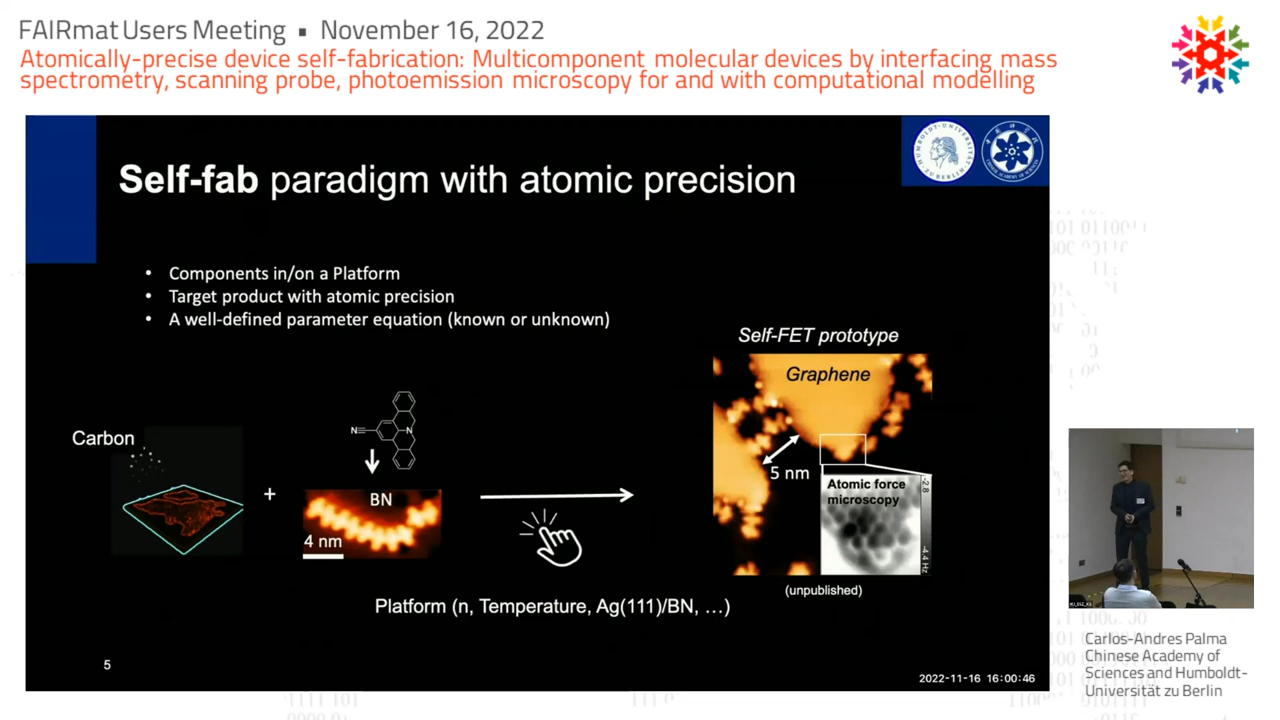 FAIRmat Users Meeting ▪ November 16, 2022
Atomically-precise device self-fabrication: Multicomponent molecular devices by interfacing mass
spectrometry, scanning probe, photoemission microscopy for and with computational modelling
Self-fab paradigm with atomic precision
HUMBOLDT-UNIVERSITÄT ZU BERLIN
• Components in/on a Platform
• Target product with atomic precision
• A well-defined parameter equation (known or unknown)
Self-FET prototype
Graphene
5 nm
Atomic force
microscopy
-2.8
-4.4 Hz
(unpublished)
Carbon
+
N
N
BN
4 nm
Platform (n, Temperature, Ag(111)/BN, …)
5
2022-11-16 16:00:46
Carlos-Andres Palma
Chinese Academy of
Sciences and Humboldt-
Universität zu Berlin